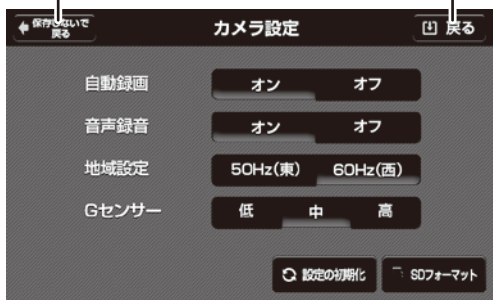 保存しないで
戻る
カメラ設定
戻る
自動録画 オン オフ
音声録音 オン オフ
地域設定 50Hz(東) 60Hz(西)
Gセンサー 低 中 高
設定の初期化 SDフォーマット